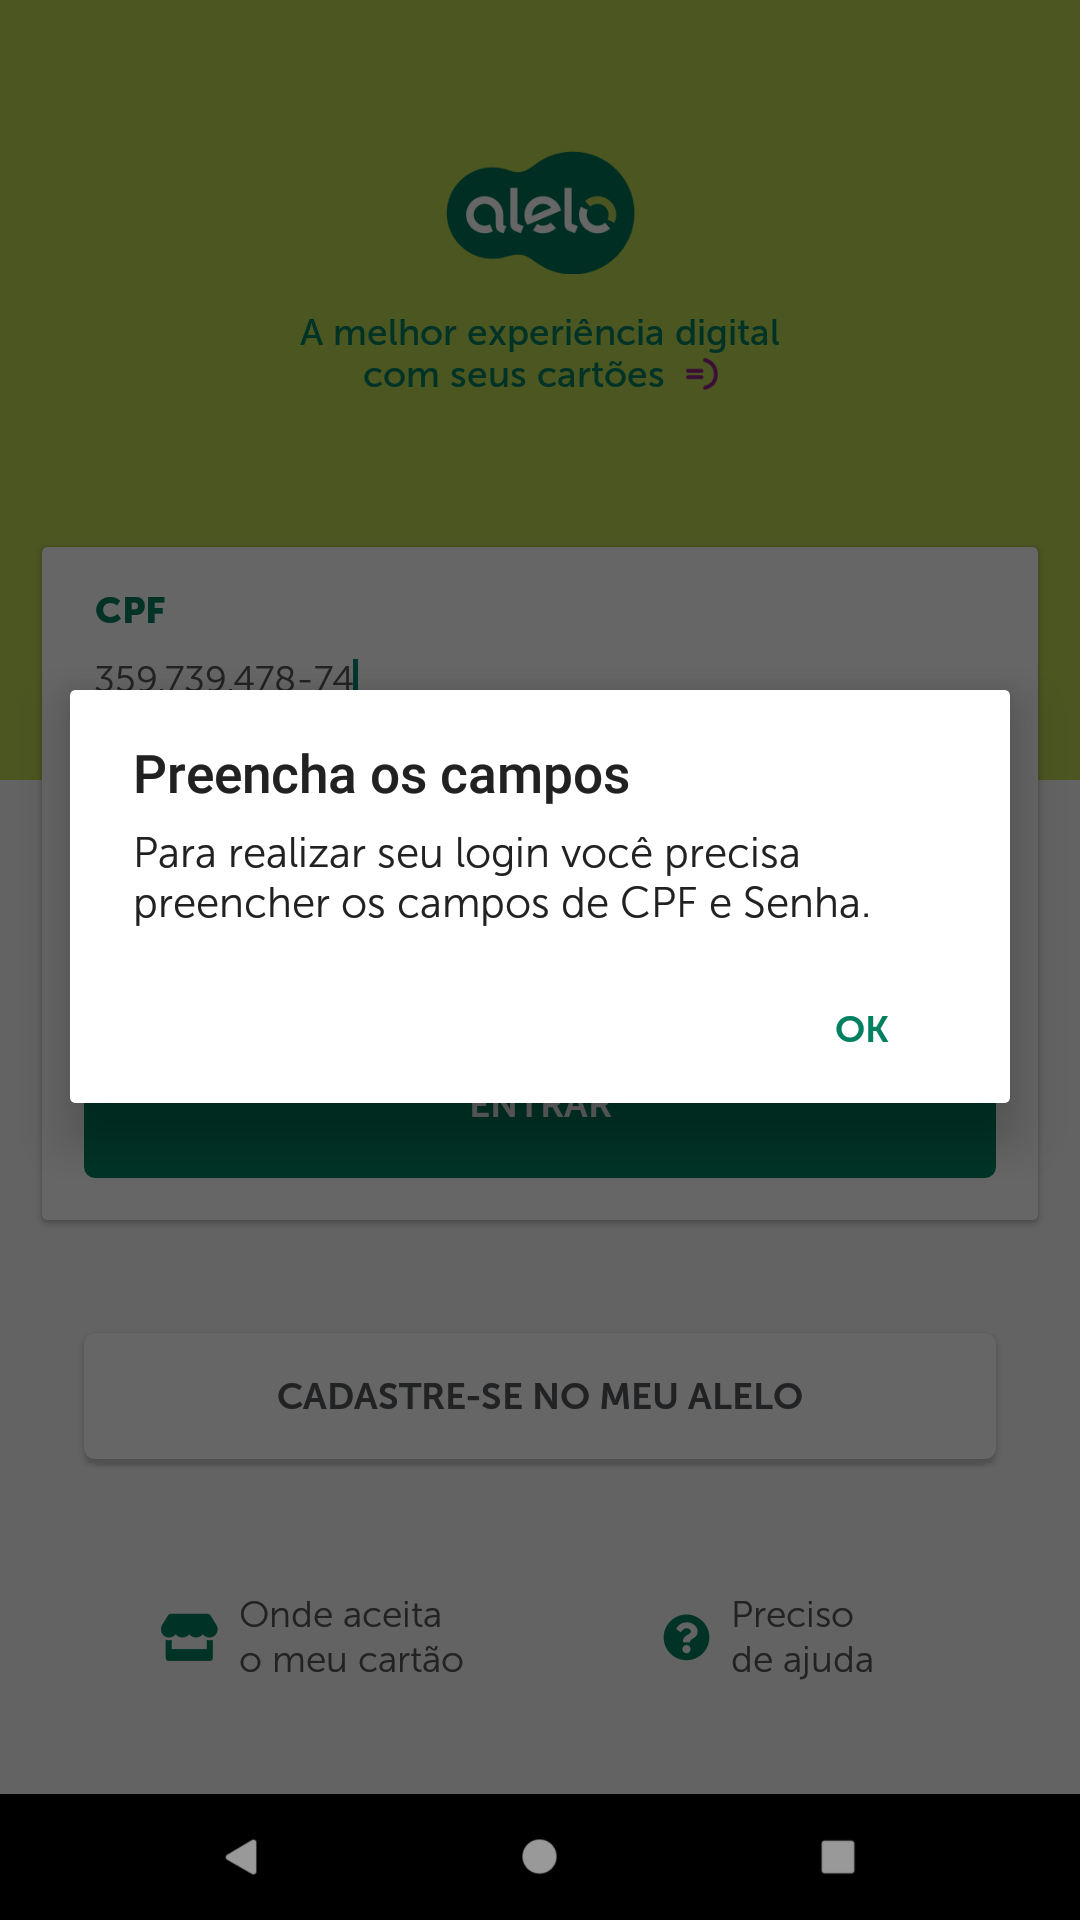 alelo
A melhor experiência digital
com seus cartões =)
CPF
359.739.478-74
Preencha os campos
Para realizar seu login você precisa
preencher os campos de CPF e Senha.
OK
ENTRAR
CADASTRE-SE NO MEU ALELO
Onde aceita
o meu cartão
Preciso
de ajuda